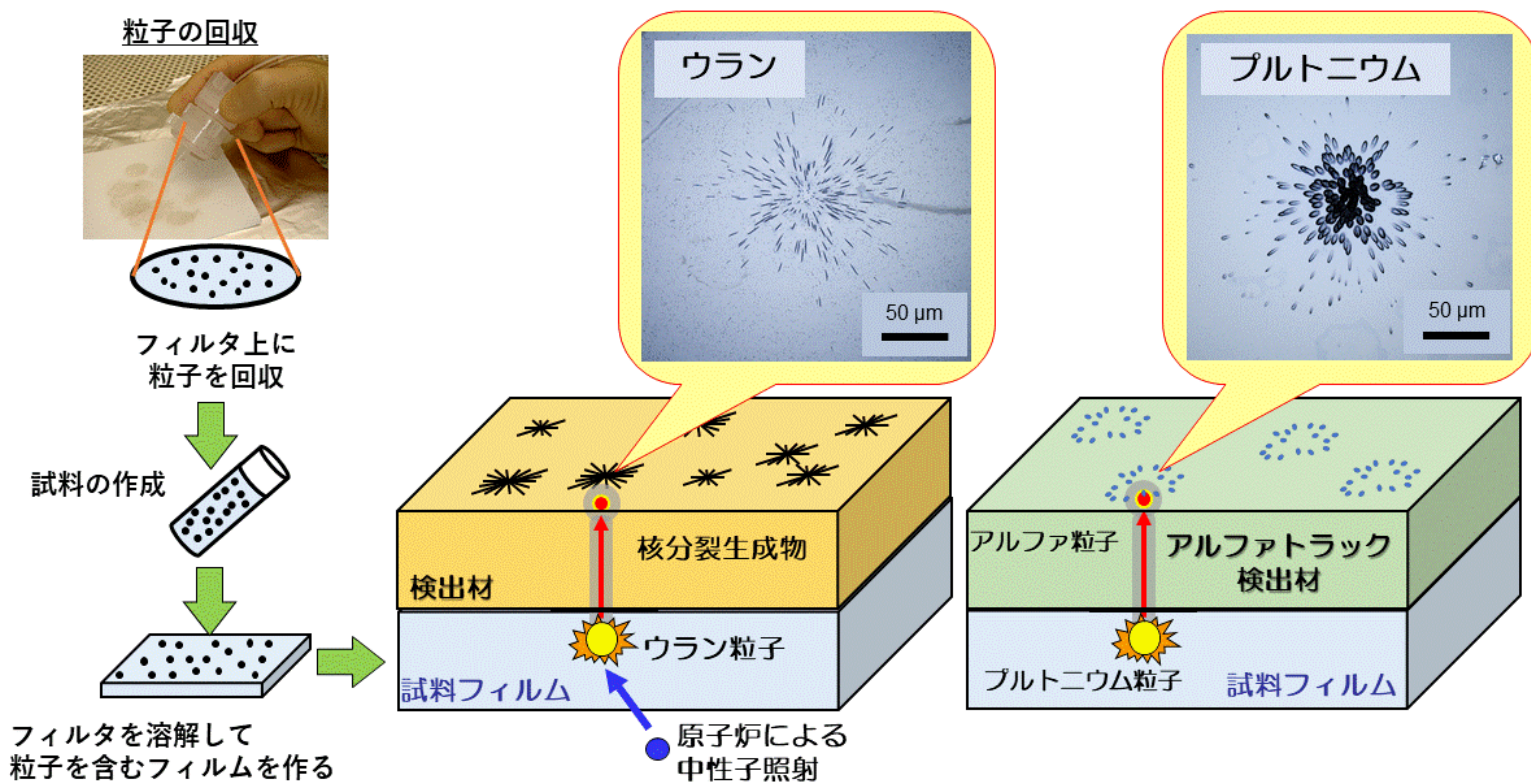 粒子の回収
フィルタ上に
粒子を回収
試料の作成
フィルタを溶解して
粒子を含むフィルムを作る
ウラン
50 µm
核分裂生成物
検出材
ウラン粒子
試料フィルム
原子炉による
中性子照射
プルトニウム
50 µm
アルファ粒子
アルファトラック
検出材
プルトニウム粒子
試料フィルム